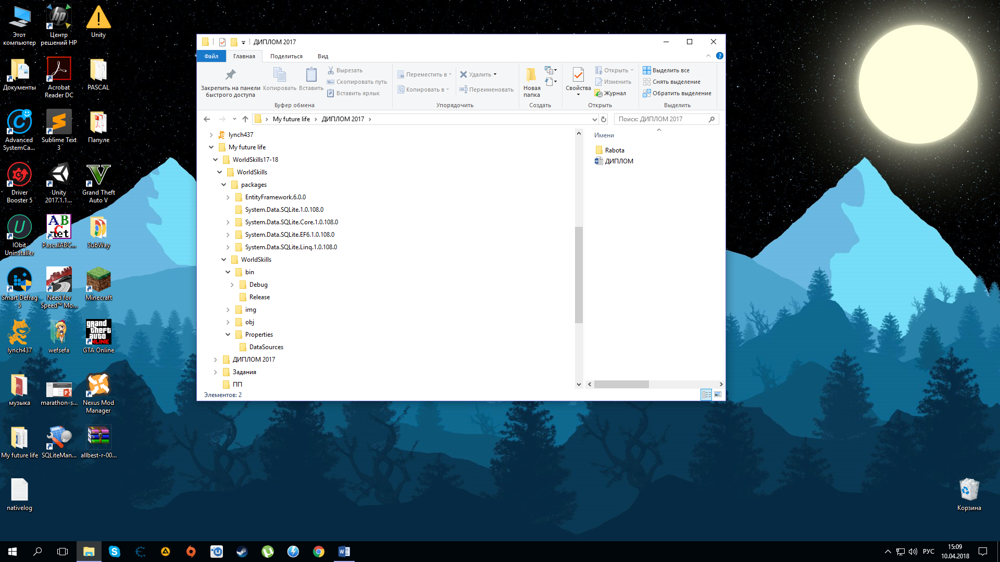 Этот
компьютер
Центр
решений HP
Unity
Документы
Acrobat
Reader DC
PASCAL
Advanced
SystemCa...
Sublime Text
3
Папуле
Driver
Booster 5
Unity
2017.1.1...
Grand Theft
Auto V
IObit
Uninstaller
PascalABC...
SubWay
Smart Defrag
5
Need for
Speed™ Mo...
Minecraft
lynch437
wefsefa
GTA Online
музыка
marathon-s...
Nexus Mod
Manager
My future life
SQLiteMan...
allbest-r-00...
nativelog
ДИПЛОМ 2017
Файл
Главная
Поделиться
Вид
Закрепить на панели
быстрого доступа
Копировать
Вставить
Вырезать
Скопировать путь
Вставить ярлык
Буфер обмена
Переместить в
Копировать в
Удалить
Переименовать
Упорядочить
Новая
папка
Создать
Свойства
Открыть
Изменить
Журнал
Открыть
Выделить все
Снять выделение
Обратить выделение
Выделить
My future life
ДИПЛОМ 2017
Поиск: ДИПЛОМ 2017
lynch437
My future life
WorldSkills17-18
WorldSkills
packages
EntityFramework.6.0.0
System.Data.SQLite.1.0.108.0
System.Data.SQLite.Core.1.0.108.0
System.Data.SQLite.EF6.1.0.108.0
System.Data.SQLite.Linq.1.0.108.0
WorldSkills
bin
Debug
Release
img
obj
Properties
DataSources
ДИПЛОМ 2017
Задания
ПП
Имени
Rabota
ДИПЛОМ
Элементов: 2
Корзина
РУС
15:09
10.04.2018